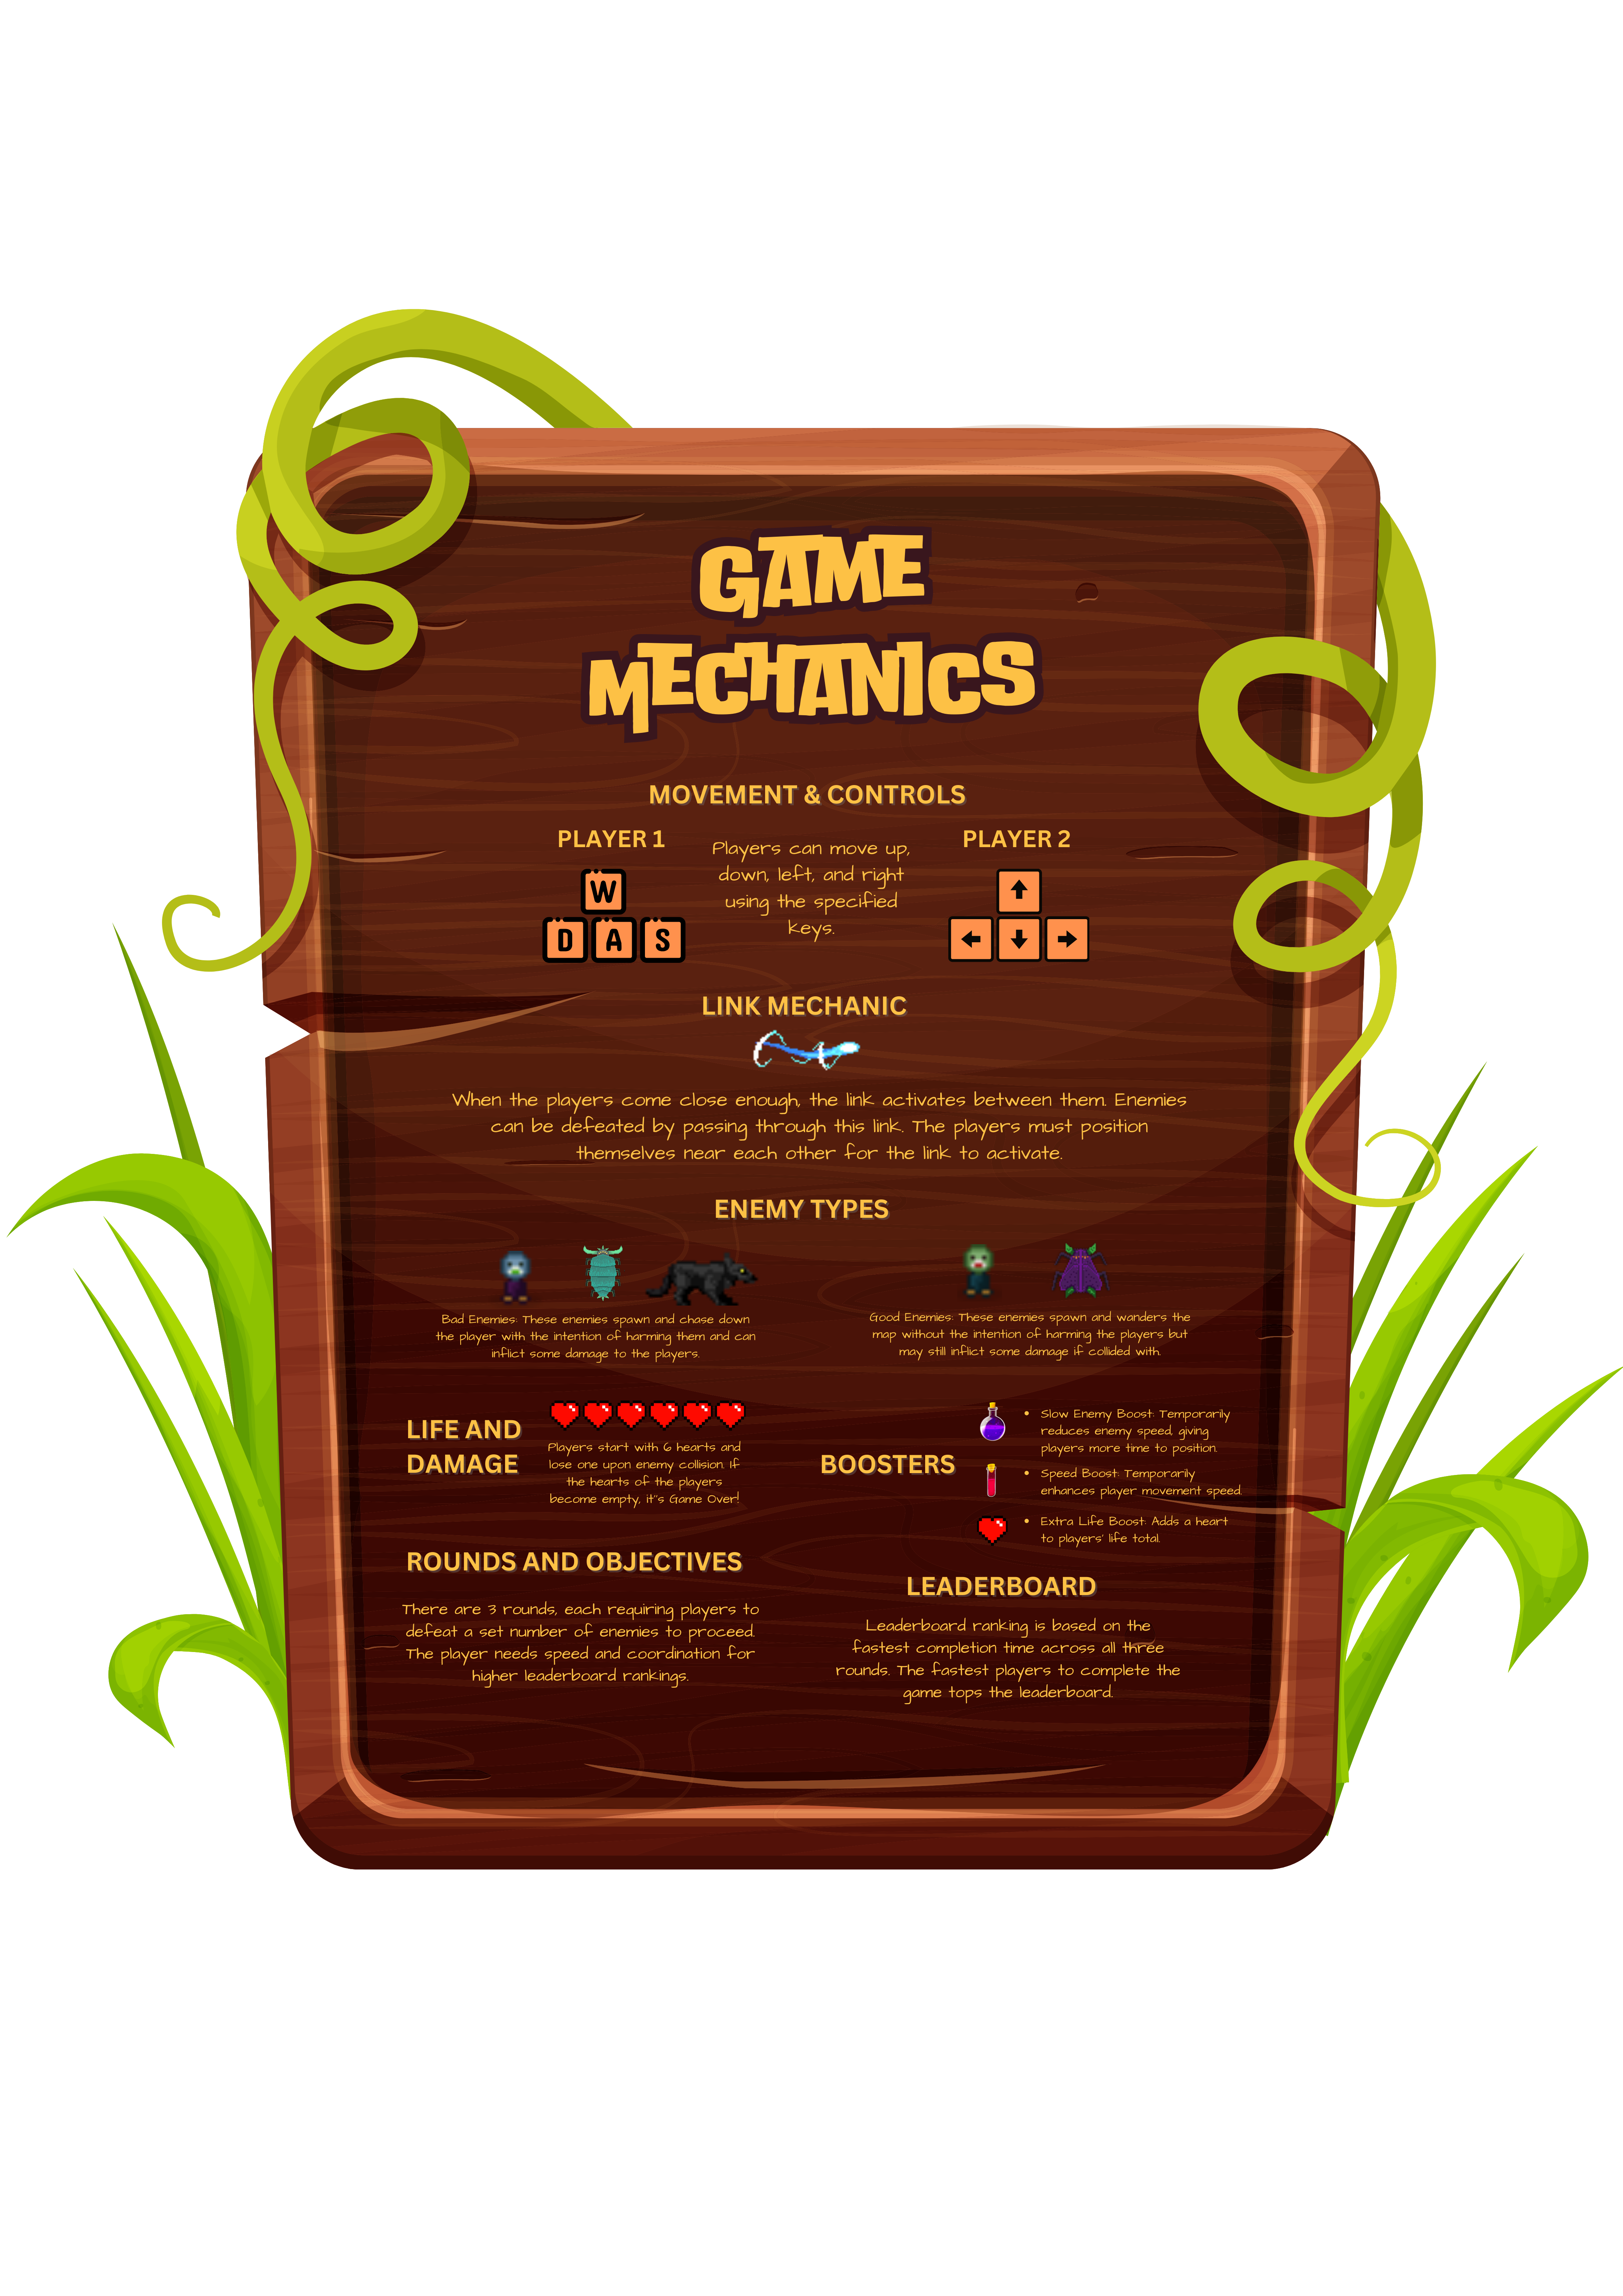 GAME
MECHANICS
MOVEMENT & CONTROLS
PLAYER 1
W
D A S
Players can move up,
down, left, and right
using the specified
keys.
PLAYER 2
LINK MECHANIC
When the players come close enough, the link activates between them. Enemies
can be defeated by passing through this link. The players must position
themselves near each other for the link to activate.
ENEMY TYPES
Bad Enemies: These enemies spawn and chase down
the player with the intention of harming them and can
inflict some damage to the players.
Good Enemies: These enemies spawn and wanders the
map without the intention of harming the players but
may still inflict some damage if collided with.
LIFE AND
DAMAGE
Players start with 6 hearts and
lose one upon enemy collision. If
the hearts of the players
become empty, it's Game Over!
BOOSTERS
• Slow Enemy Boost: Temporarily
reduces enemy speed, giving
players more time to position.
• Speed Boost: Temporarily
enhances player movement speed.
• Extra Life Boost: Adds a heart
to players' life total.
ROUNDS AND OBJECTIVES
There are 3 rounds, each requiring players to
defeat a set number of enemies to proceed.
The player needs speed and coordination for
higher leaderboard rankings.
LEADERBOARD
Leaderboard ranking is based on the
fastest completion time across all three
rounds. The fastest players to complete the
game tops the leaderboard.